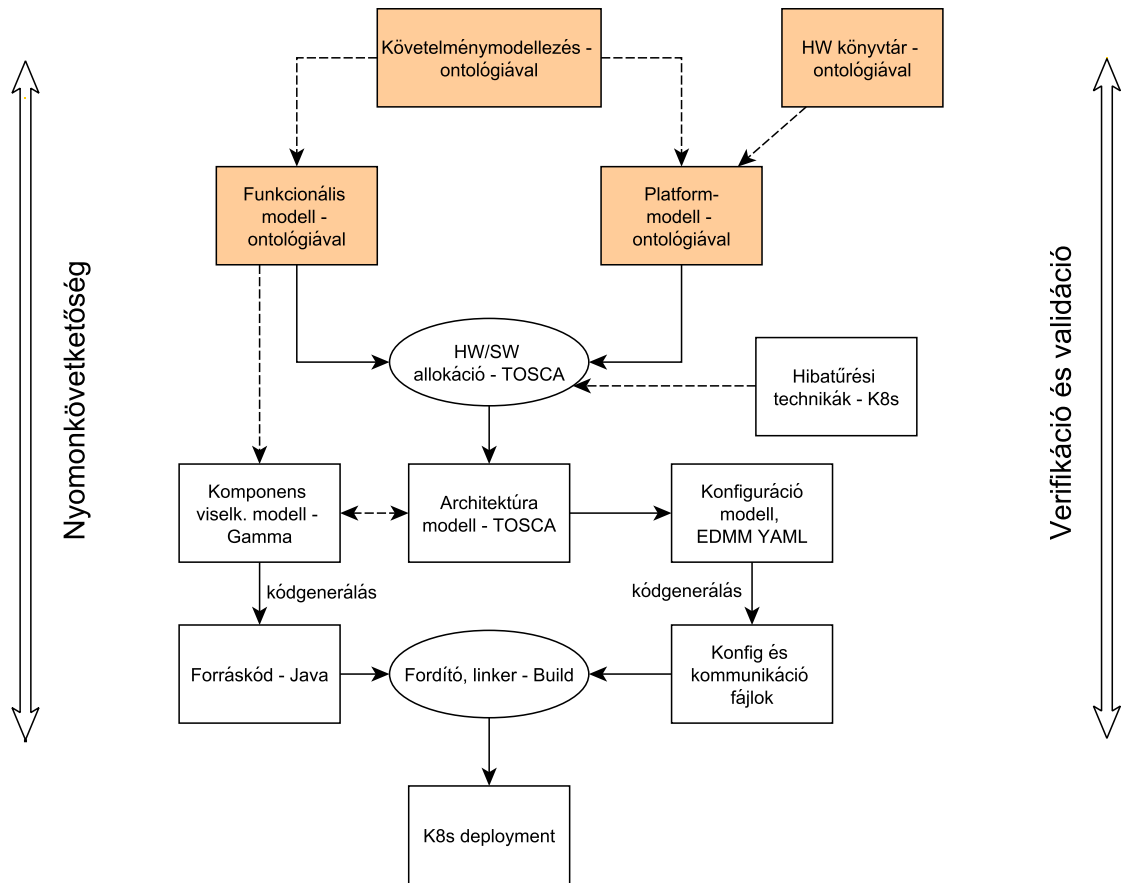 Követelménymodellezés -
ontológiával
HW könyvtár -
ontológiával
Funkcionális
modell -
ontológiával
Platform-
modell -
ontológiával
Nyomonkövetketőség
Verifikáció és validáció
HW/SW
allokáció - TOSCA
Hibatűrési
technikák - K8s
Komponens
viselk. modell -
Gamma
Architektúra
modell - TOSCA
Konfiguráció
modell,
EDMM YAML
kódgenerálás
kódgenerálás
Forráskód - Java
Fordító, linker - Build
Konfig és
kommunikáció
fájlok
K8s deployment